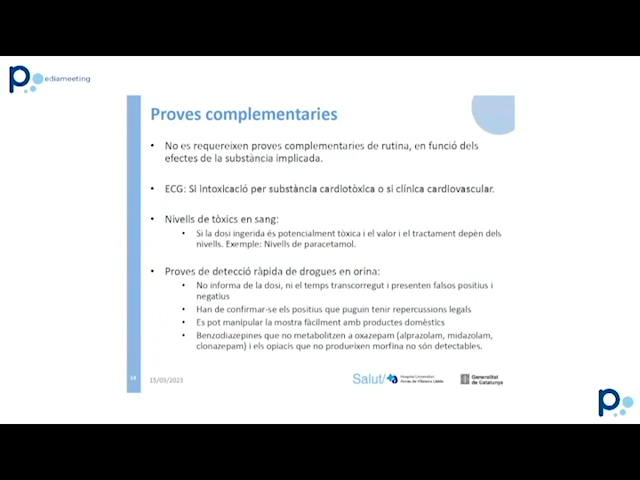 ediameeting
Proves complementaries
• No es requereixen proves complementaries de rutina, en funció dels
efectes de la substància implicada.
• ECG: Si intoxicació per substància cardiotòxica o si clínica cardiovascular.
• Nivells de tòxics en sang:
• Si la dosi ingerida és potencialment tòxica i el valor i el tractament depèn dels
nivells. Exemple: Nivells de paracetamol.
• Proves de detecció ràpida de drogues en orina:
• No informa de la dosi, ni el temps transcorregut i presenten falsos positius i
negatius
• Han de confirmar-se els positius que puguin tenir repercussions legals
• Es pot manipular la mostra fàcilment amb productes domèstics
• Benzodiazepines que no metabolitzen a oxazepam (alprazolam, midazolam,
clonazepam) i els opiacis que no produeixen morfina no són detectables.
14
15/03/2023
Salut/
Hospital Universitari
Arnau de Vilanova Lleida
Generalitat
de Catalunya